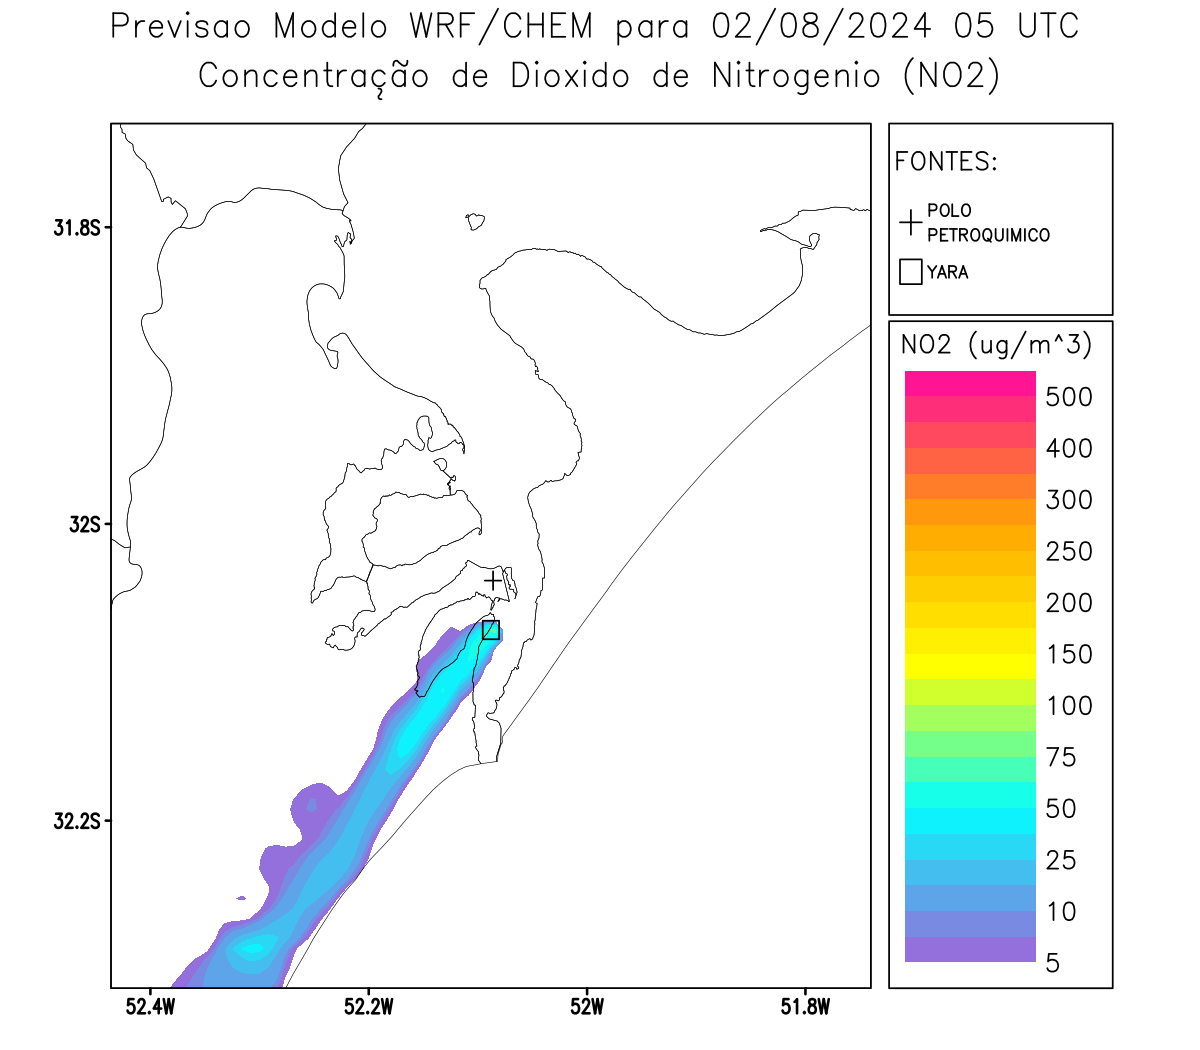 Previsao Modelo WRF/CHEM para 02/08/2024 05 UTC
Concentração de Dioxido de Nitrogenio (NO2)
FONTES:
POLO
PETROQUIMICO
YARA
NO2 (ug/m^3)
500
400
300
250
200
150
100
75
50
25
10
5
31.8S
32S
32.2S
52.4W
52.2W
52W
51.8W